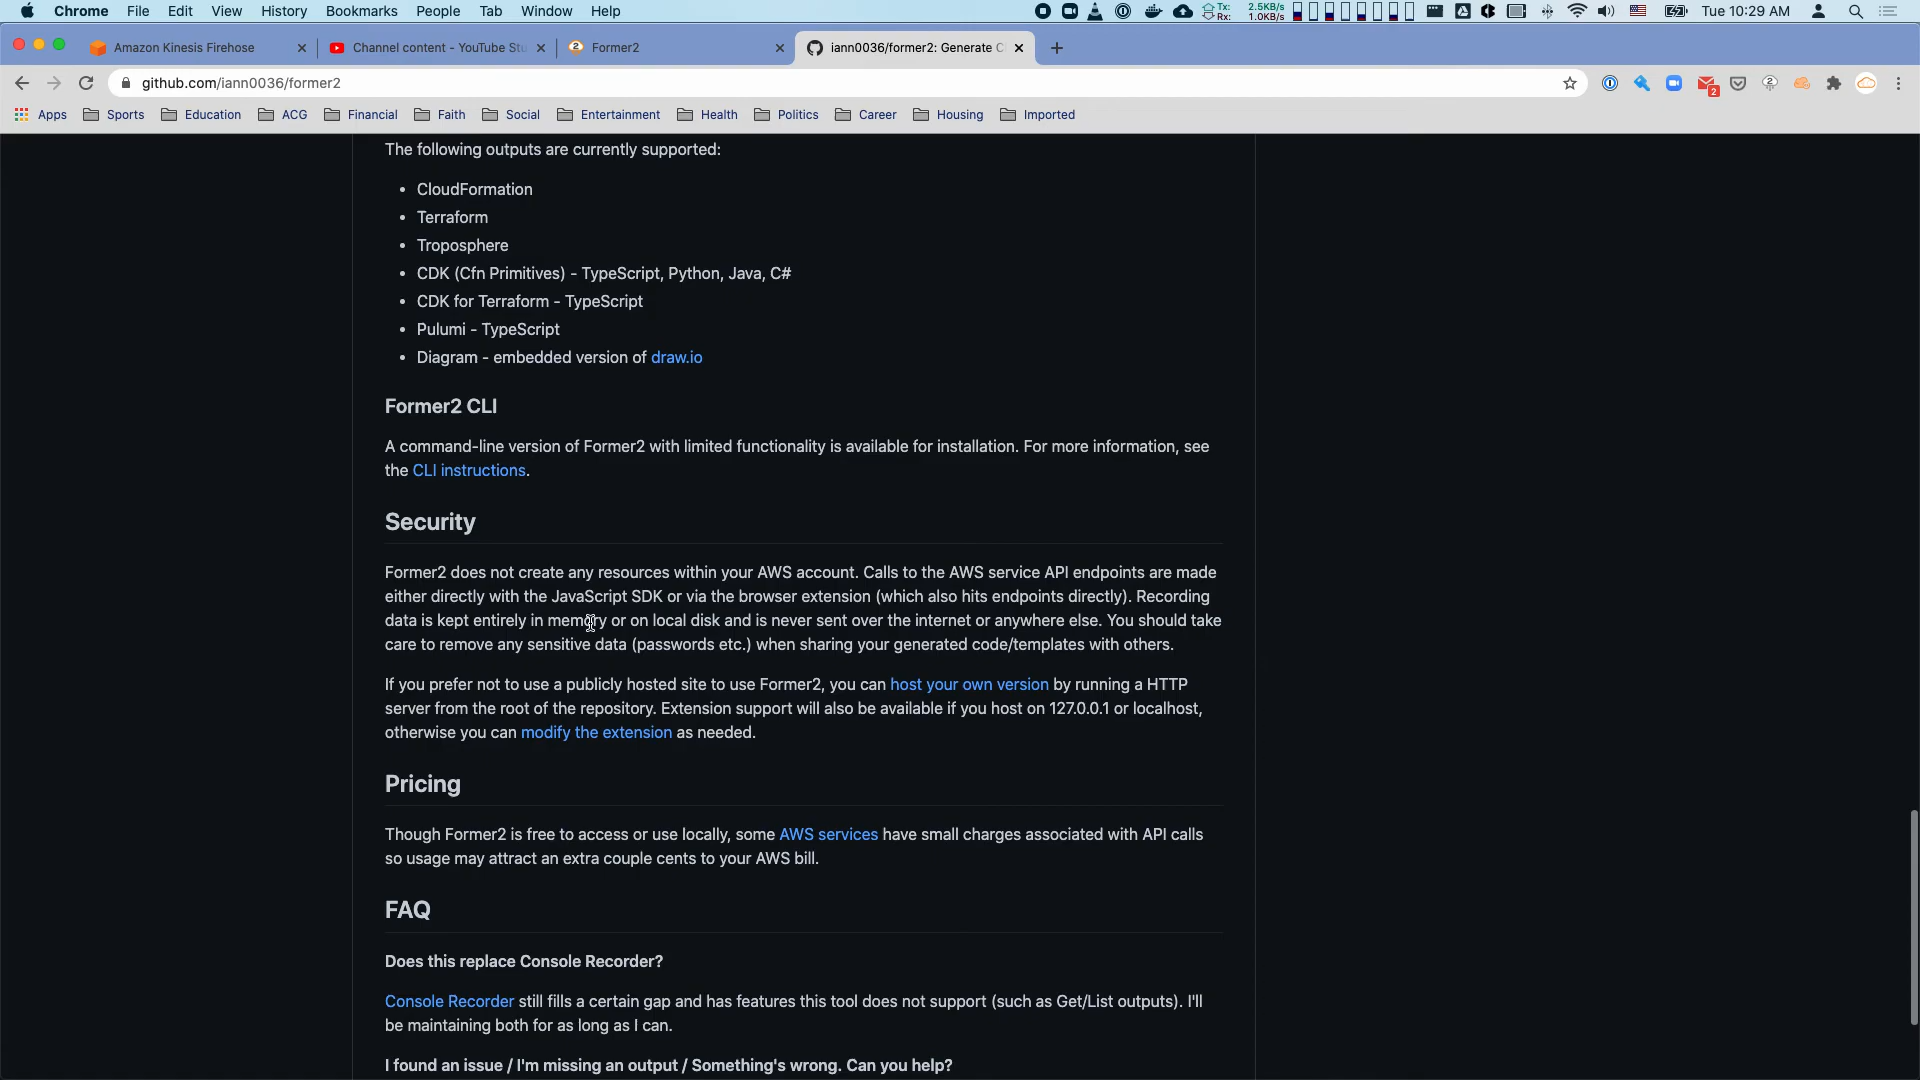 Chrome File Edit View History Bookmarks People Tab Window Help Tx: 2.5KB/s Rx: 1.0KB/s Tue 10:29 AM
Amazon Kinesis Firehose Channel content - YouTube Stu Former2 iann0036/former2: Generate C
github.com/iann0036/former2 2
Apps Sports Education ACG Financial Faith Social Entertainment Health Politics Career Housing Imported
The following outputs are currently supported:
• CloudFormation
• Terraform
• Troposphere
• CDK (Cfn Primitives) - TypeScript, Python, Java, C#
• CDK for Terraform - TypeScript
• Pulumi - TypeScript
• Diagram - embedded version of draw.io
Former2 CLI
A command-line version of Former2 with limited functionality is available for installation. For more information, see
the CLI instructions.
Security
Former2 does not create any resources within your AWS account. Calls to the AWS service API endpoints are made
either directly with the JavaScript SDK or via the browser extension (which also hits endpoints directly). Recording
data is kept entirely in memory or on local disk and is never sent over the internet or anywhere else. You should take
care to remove any sensitive data (passwords etc.) when sharing your generated code/templates with others.
If you prefer not to use a publicly hosted site to use Former2, you can host your own version by running a HTTP
server from the root of the repository. Extension support will also be available if you host on 127.0.0.1 or localhost,
otherwise you can modify the extension as needed.
Pricing
Though Former2 is free to access or use locally, some AWS services have small charges associated with API calls
so usage may attract an extra couple cents to your AWS bill.
FAQ
Does this replace Console Recorder?
Console Recorder still fills a certain gap and has features this tool does not support (such as Get/List outputs). I'll
be maintaining both for as long as I can.
I found an issue / I'm missing an output / Something's wrong. Can you help?